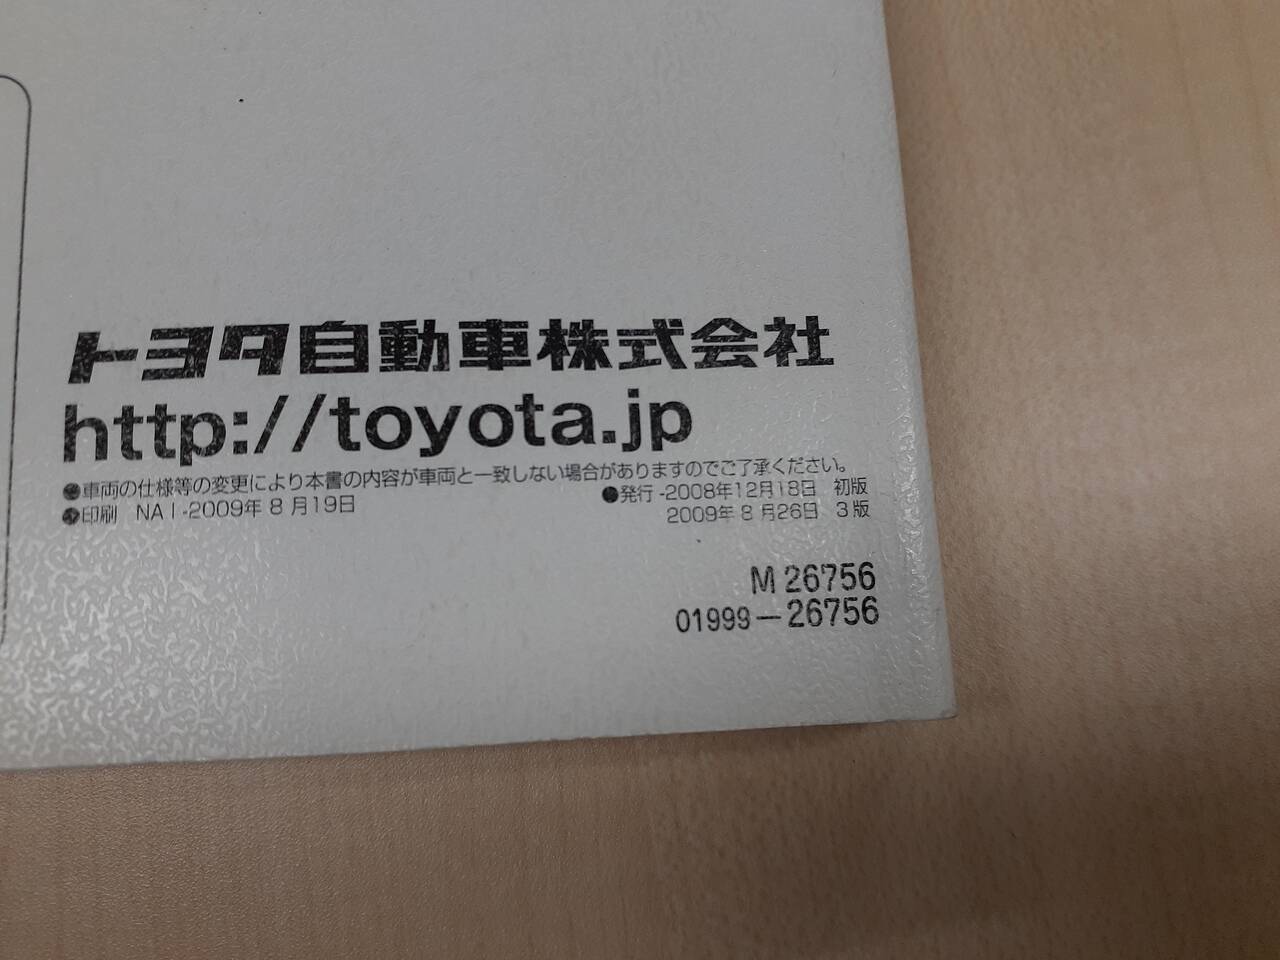 トヨタ自動車株式会社
http://toyota.jp
●車両の仕様等の変更により本書の内容が車両と一致しない場合がありますのでご了承ください。
●印刷 NAI-2009年 8月19日
●発行-2008年12月18日 初版
2009年 8月26日 3版
M 26756
01999-26756